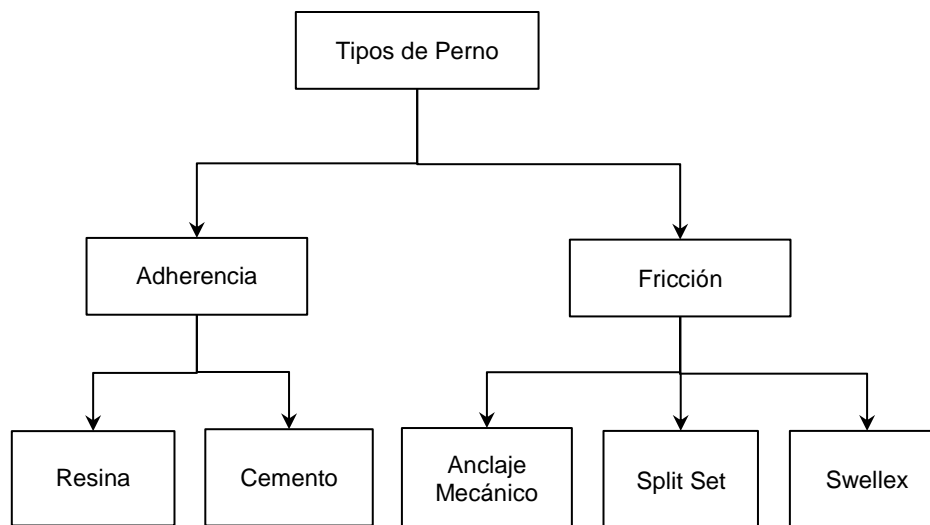 Tipos de Perno
Adherencia
Fricción
Resina
Cemento
Anclaje
Mecánico
Split Set
Swellex